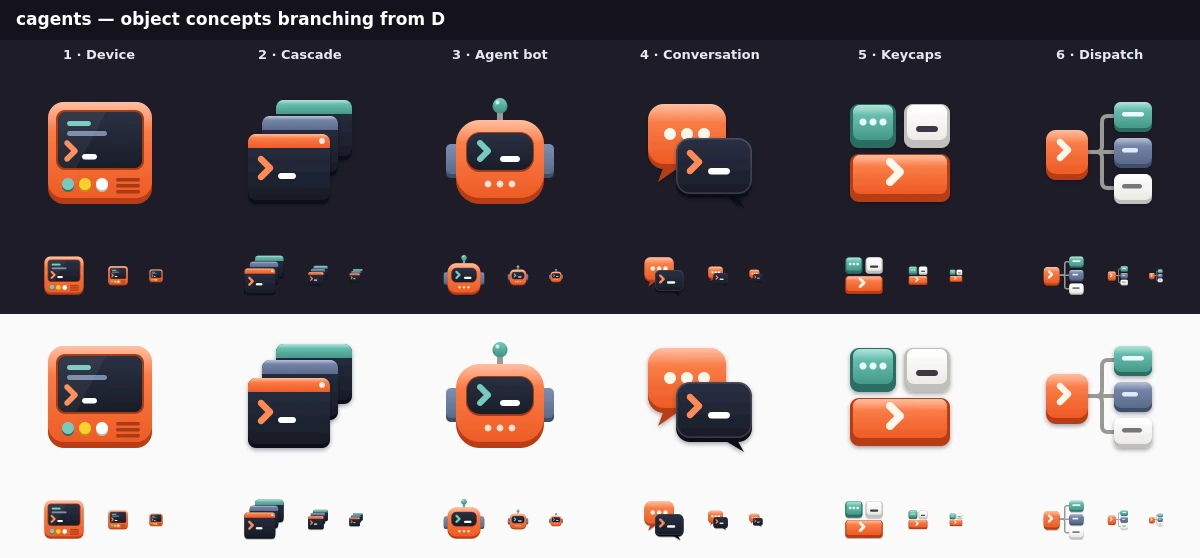 cagents — object concepts branching from D
1 · Device
2 · Cascade
3 · Agent bot
4 · Conversation
5 · Keycaps
6 · Dispatch